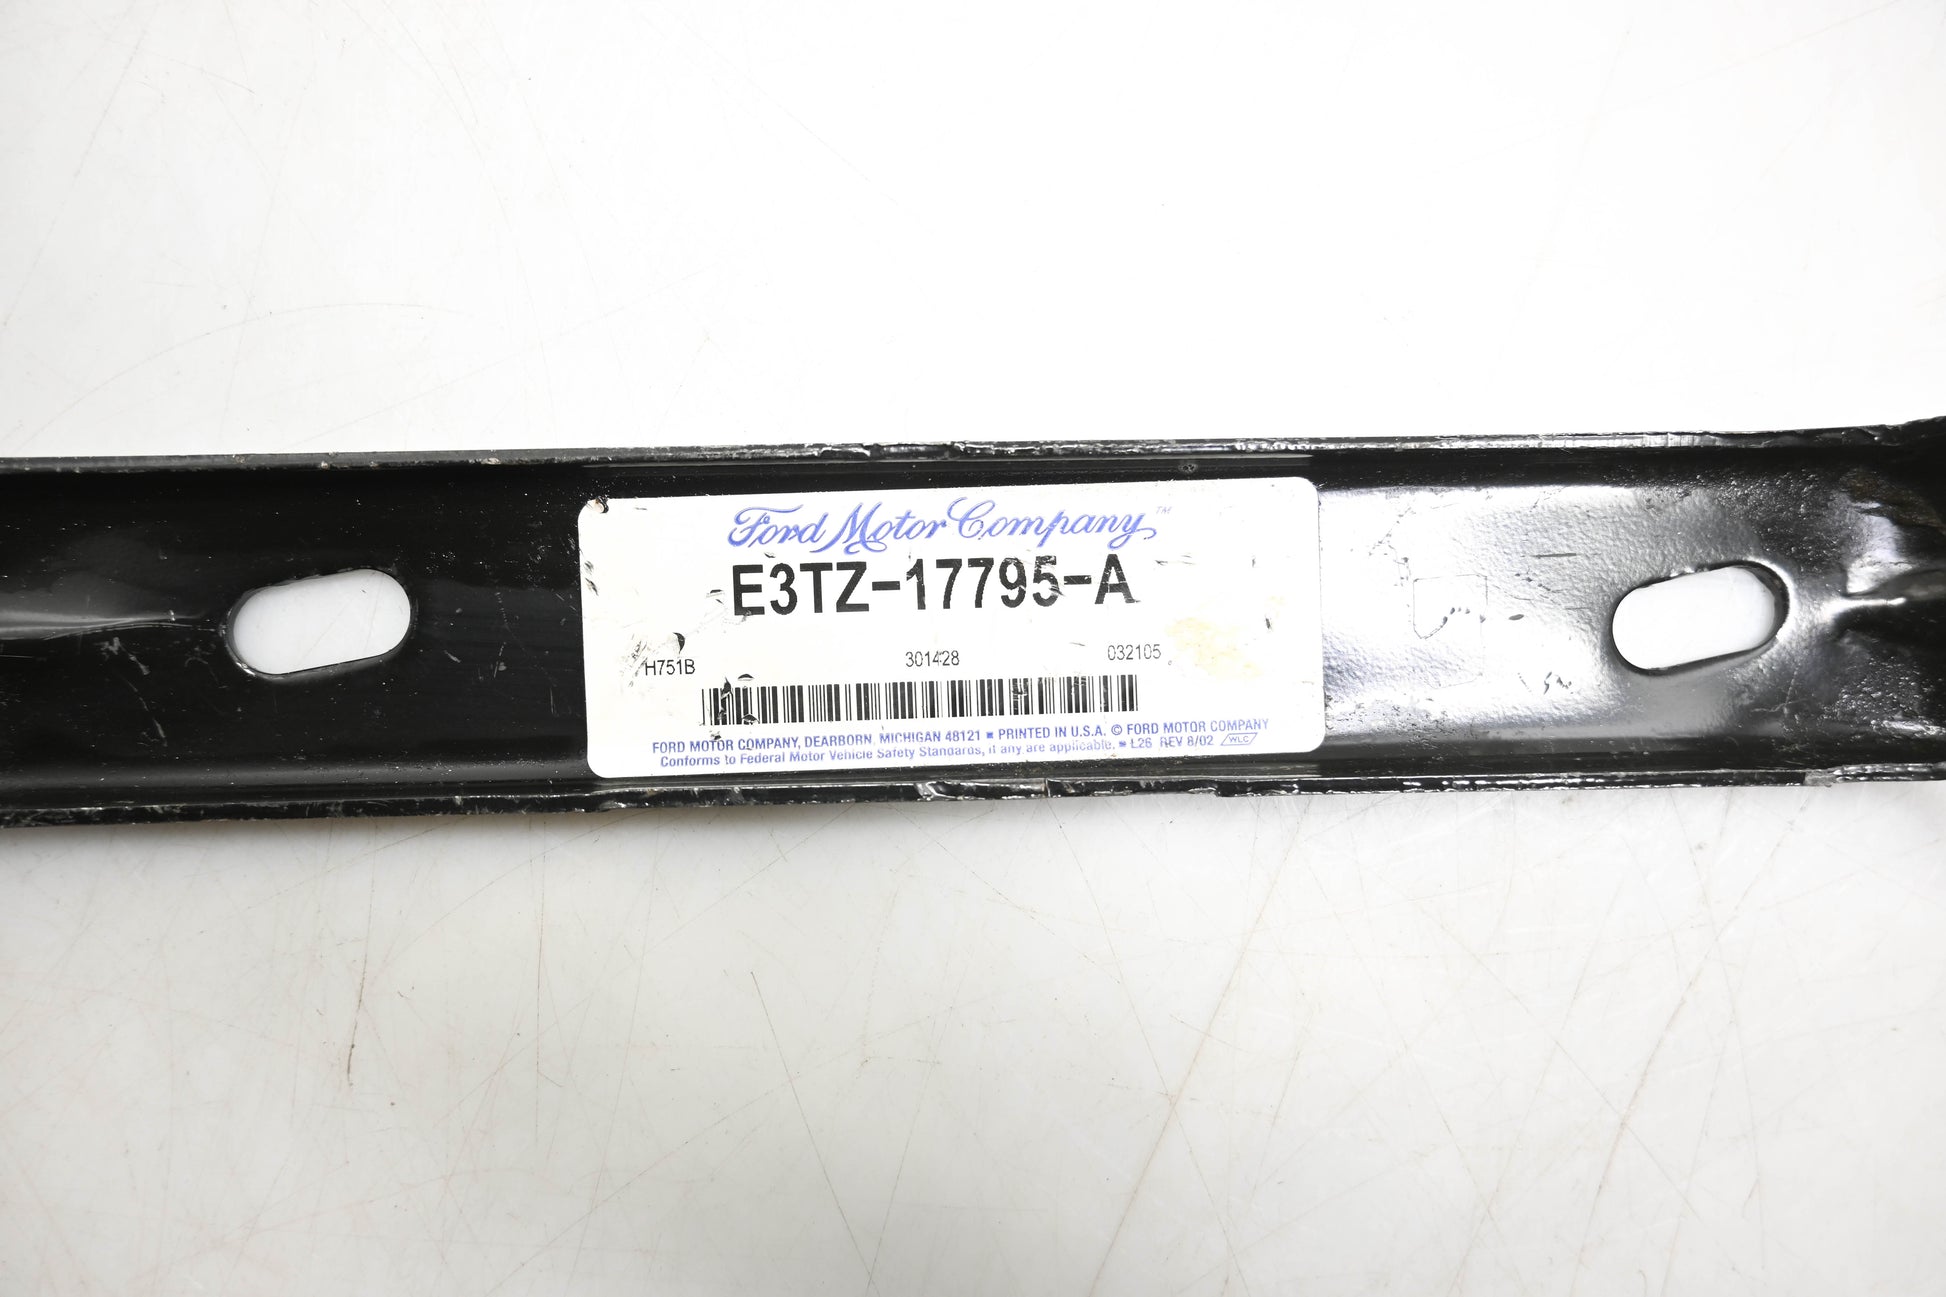 Ford Motor Company™
E3TZ-17795-A
H751B 301428 032105
FORD MOTOR COMPANY, DEARBORN, MICHIGAN 48121 ■ PRINTED IN U.S.A. © FORD MOTOR COMPANY
Conforms to Federal Motor Vehicle Safety Standards, if any are applicable. ■ L26 REV 8/02 WLC